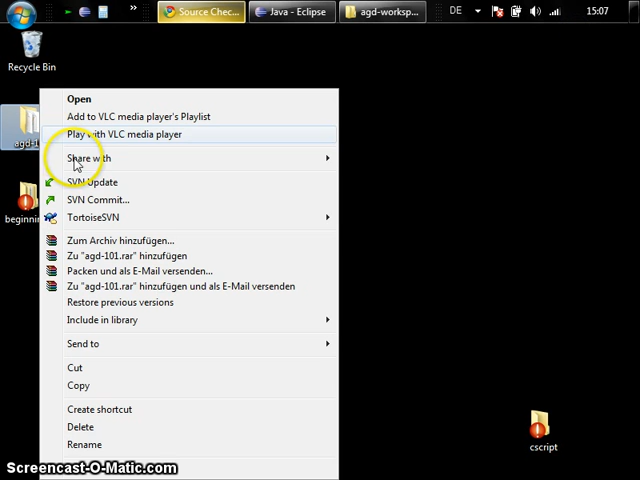 DE
Source Chec...
Java - Eclipse
agd-worksp...
15:07
Recycle Bin
Open
Add to VLC media player's Playlist
Play with VLC media player
Share with
SVN Update
SVN Commit...
TortoiseSVN
Zum Archiv hinzufügen...
Zu "agd-101.rar" hinzufügen
Packen und als E-Mail versenden...
Zu "agd-101.rar" hinzufügen und als E-Mail versenden
Restore previous versions
Include in library
Send to
Cut
Copy
Create shortcut
Delete
Rename
agd-1
beginnin
cscript
Screencast-O-Matic.com